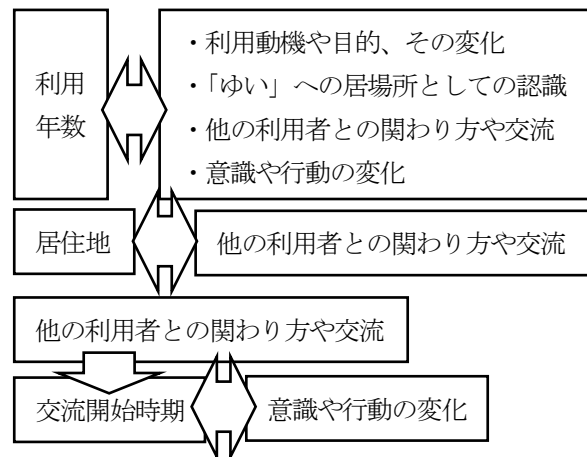 利用
年数
・利用動機や目的、その変化
・「ゆい」への居場所としての認識
・他の利用者との関わり方や交流
・意識や行動の変化
居住地
他の利用者との関わり方や交流
他の利用者との関わり方や交流
交流開始時期
意識や行動の変化